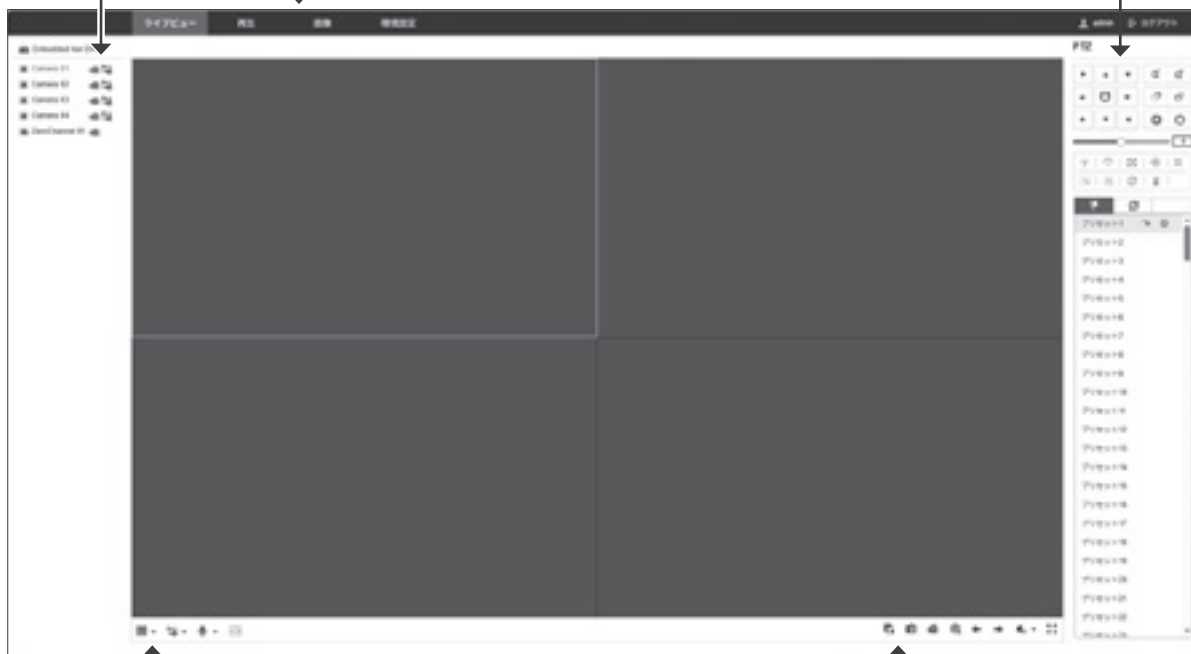 ライブビュー 再生 画像 環境設定
admin ログアウト
PTZ
Embedded Net
Camera 01
Camera 02
Camera 03
Camera 04
ZeroChannel 01
プリセット1
プリセット2
プリセット3
プリセット4
プリセット5
プリセット6
プリセット7
プリセット8
プリセット9
プリセット10
プリセット11
プリセット12
プリセット13
プリセット14
プリセット15
プリセット16
プリセット17
プリセット18
プリセット19
プリセット20
プリセット21
プリセット22